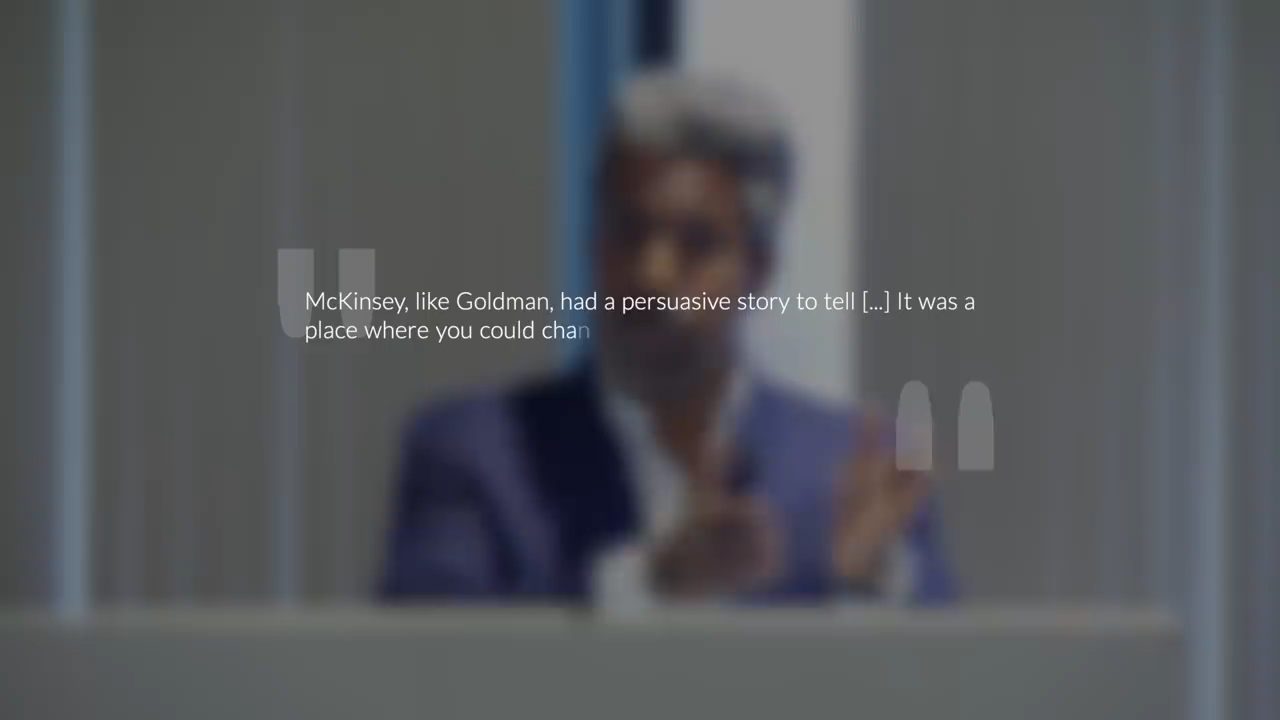 McKinsey, like Goldman, had a persuasive story to tell [...] It was a
place where you could chan